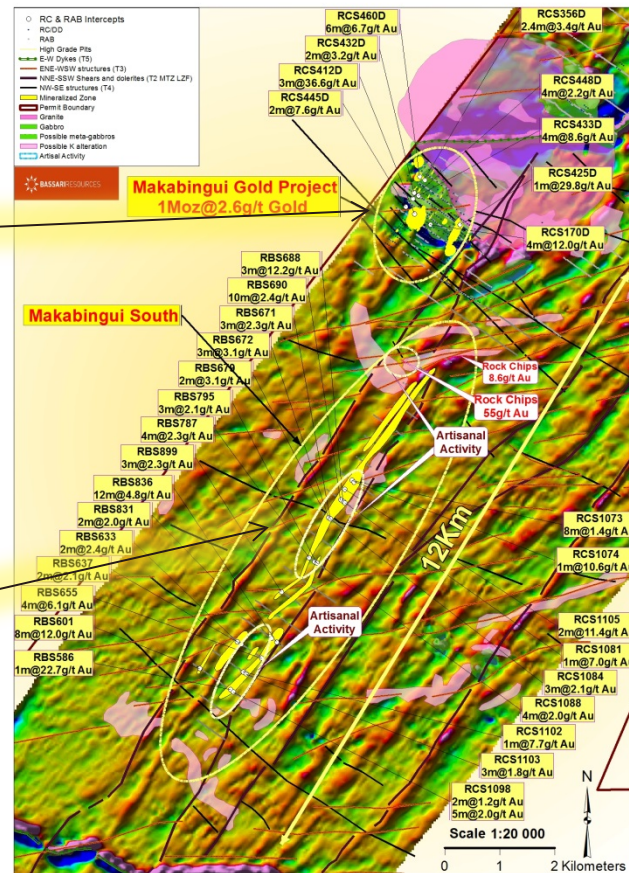 RC & RAB Intercepts
RC/DD
RAB
High Grade Pits
E-W Dykes (T5)
ENE-WSW structures (T3)
NNE-SSW Shears and dolerites (T2 MTZ LZF)
NW-SE structures (T4)
Mineralized Zone
Permit Boundary
Granite
Gabbro
Possible meta-gabbros
Possible K alteration
Artisal Activity
BASSARI RESOURCES
RCS460D
6m@6.7g/t Au
RCS432D
2m@3.2g/t Au
RCS412D
3m@36.6g/t Au
RCS445D
2m@7.6g/t Au
RCS356D
2.4m@3.4g/t Au
RCS448D
4m@2.2g/t Au
RCS433D
4m@8.6g/t Au
RCS425D
1m@29.8g/t Au
RCS170D
4m@12.0g/t Au
Makabingui Gold Project
1Moz@2.6g/t Gold
Makabingui South
RBS688
3m@12.2g/t Au
RBS690
10m@2.4g/t Au
RBS671
3m@2.3g/t Au
RBS672
3m@3.1g/t Au
RBS679
2m@3.1g/t Au
RBS795
3m@2.1g/t Au
RBS787
4m@2.3g/t Au
RBS899
3m@2.3g/t Au
RBS836
12m@4.8g/t Au
RBS831
2m@2.0g/t Au
RBS633
2m@2.4g/t Au
RBS637
2m@2.1g/t Au
RBS655
4m@6.1g/t Au
RBS601
8m@12.0g/t Au
RBS586
1m@22.7g/t Au
Rock Chips
8.6g/t Au
Rock Chips
55g/t Au
Artisanal
Activity
12Km
Artisanal
Activity
RCS1073
8m@1.4g/t Au
RCS1074
1m@10.6g/t Au
RCS1105
2m@11.4g/t Au
RCS1081
1m@7.0g/t Au
RCS1084
3m@2.1g/t Au
RCS1088
4m@2.0g/t Au
RCS1102
1m@7.7g/t Au
RCS1103
3m@1.8g/t Au
RCS1098
2m@1.2g/t Au
5m@2.0g/t Au
N
Scale 1:20 000
0 1 2 Kilometers